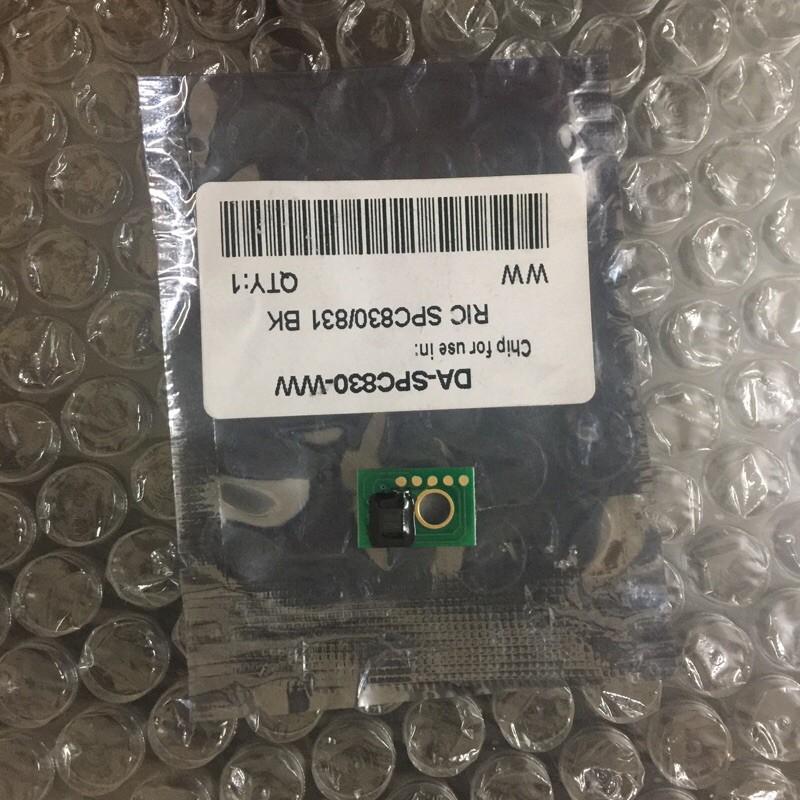 DA-SPC830-WW
Chip for use in:
RIC SPC830/831 BK
WW QTY:1